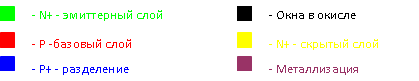 - N+ - эмиттерный слой
- P -базовый слой
- P+ - разделение
- Окна в окисле
- N+ - скрытый слой
- Металлизация